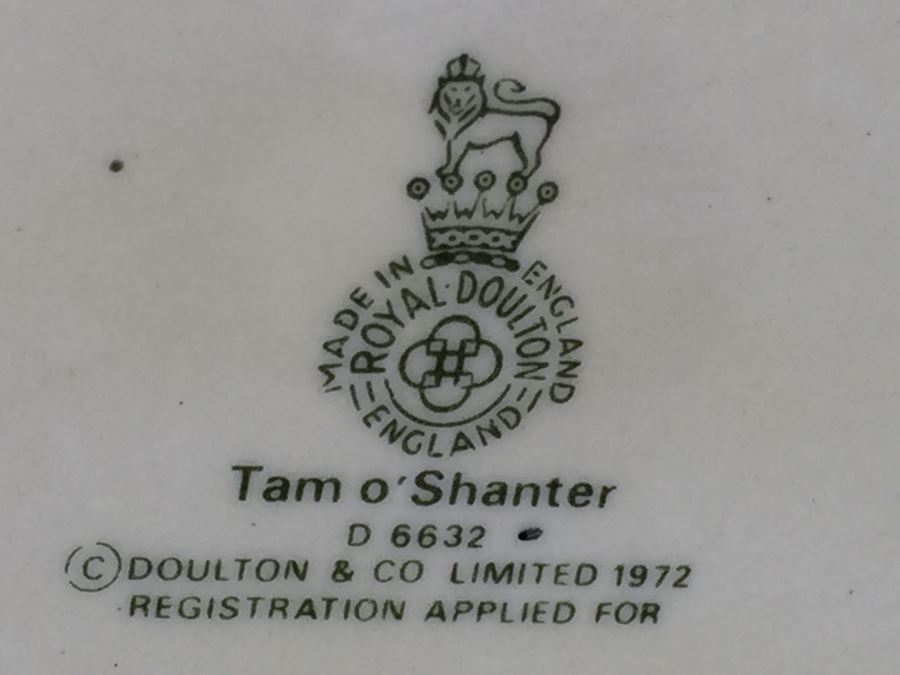 MADE IN ENGLAND
ROYAL·DOULTON
ENGLAND
Tam o'Shanter
D 6632
© DOULTON & CO LIMITED 1972
REGISTRATION APPLIED FOR